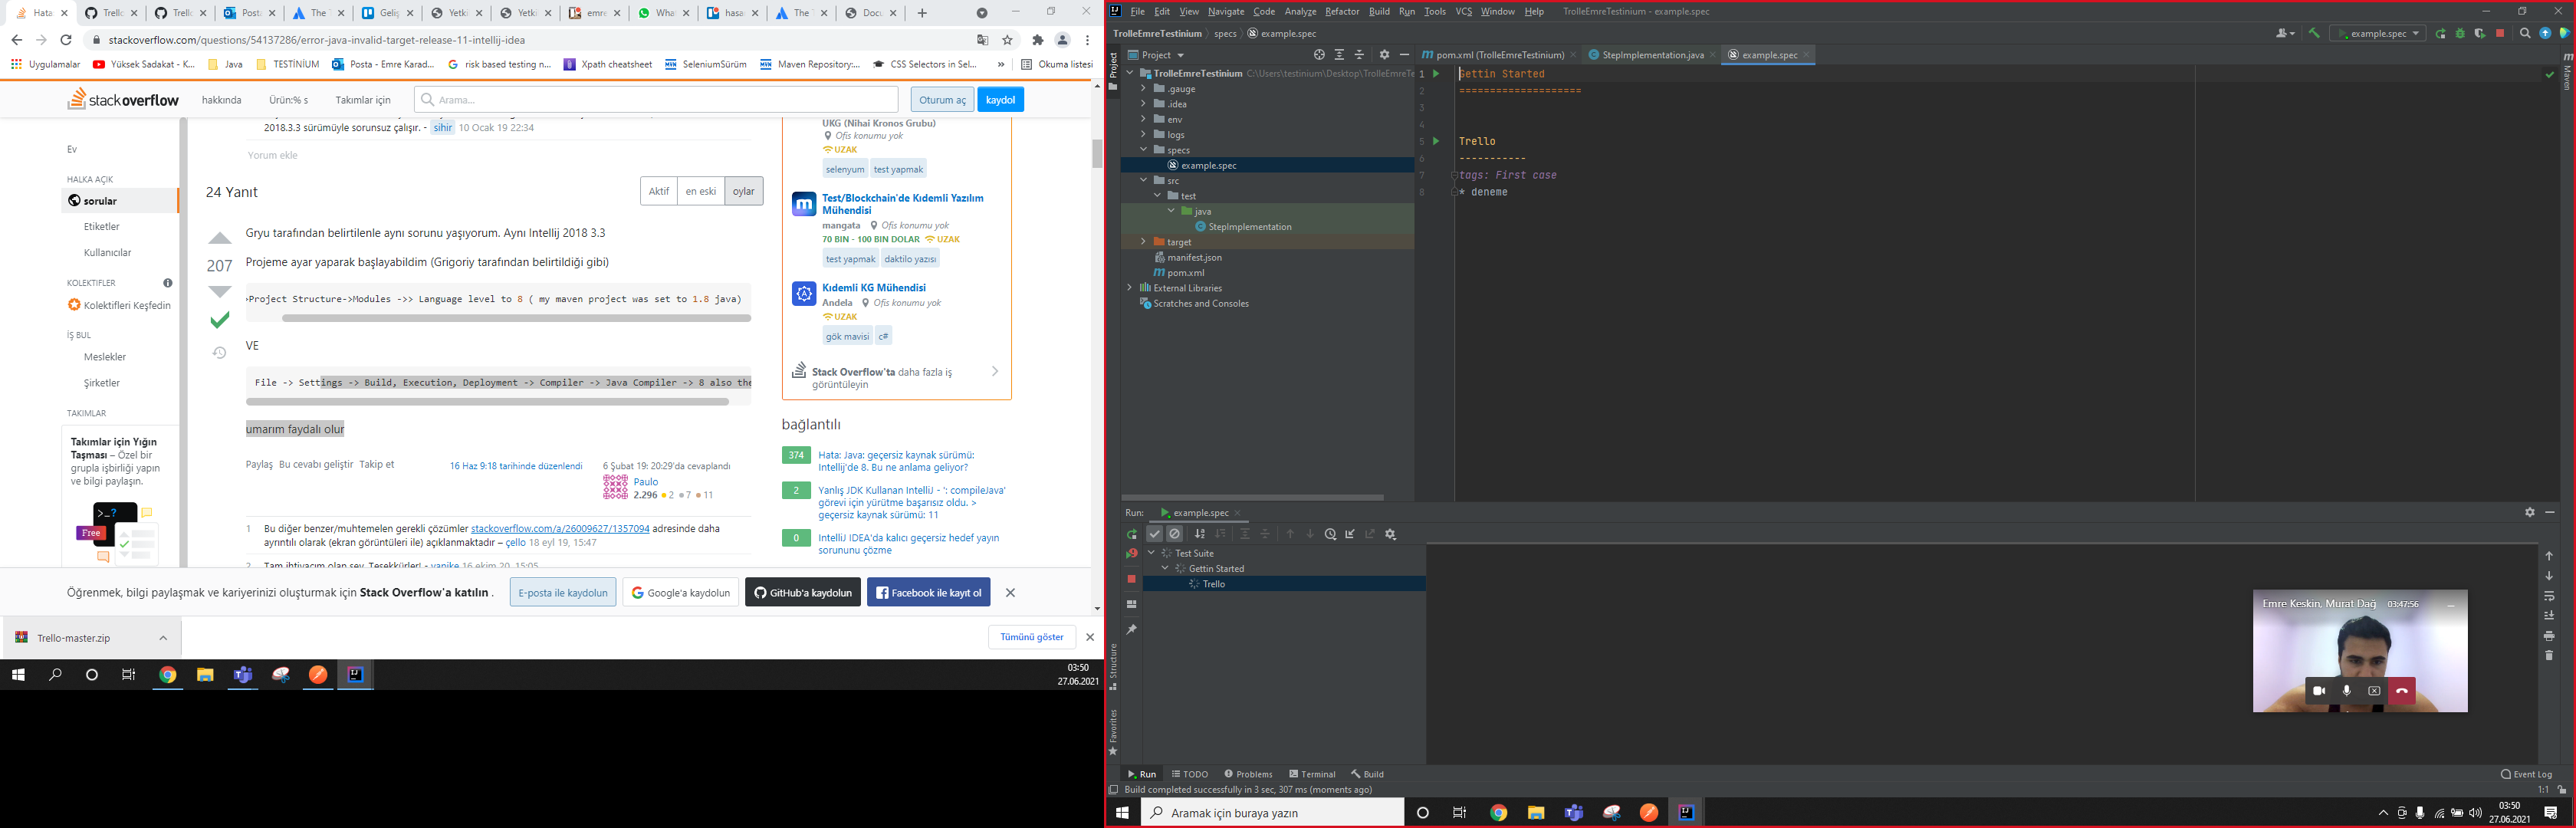 Hata:
Trello
Trello
Posta
The T
Geliş
Yetki
Yetki
emre
What
hasa
The T
Docu
stackoverflow.com/questions/54137286/error-java-invalid-target-release-11-intellij-idea
Uygulamalar
Yüksek Sadakat - K...
Java
TESTİNİUM
Posta - Emre Karad...
risk based testing n...
Xpath cheatsheet
SeleniumSürüm
Maven Repository:...
CSS Selectors in Sel...
»
Okuma listesi
stackoverflow
hakkında
Ürün:% s
Takımlar için
Arama...
Oturum aç
kaydol
2018.3.3 sürümüyle sorunsuz çalışır. - sihir 10 Ocak 19 22:34
Yorum ekle
Ev
HALKA AÇIK
sorular
Etiketler
Kullanıcılar
KOLEKTIFLER
Kolektifleri Keşfedin
İŞ BUL
Meslekler
Şirketler
TAKIMLAR
Takımlar için Yığın
Taşması – Özel bir
grupla işbirliği yapın
ve bilgi paylaşın.
Free
24 Yanıt
Aktif
en eski
oylar
207
Gryu tarafından belirtilenle aynı sorunu yaşıyorum. Aynı Intellij 2018 3.3
Projeme ayar yaparak başlayabildim (Grigoriy tarafından belirtildiği gibi)
>Project Structure->Modules ->> Language level to 8 ( my maven project was set to 1.8 java)
VE
File -> Settings -> Build, Execution, Deployment -> Compiler -> Java Compiler -> 8 also the
umarım faydalı olur
Paylaş Bu cevabı geliştir Takip et
16 Haz 9:18 tarihinde düzenlendi
6 Şubat 19: 20:29'da cevaplandı
Paulo
2.296 2 7 11
1 Bu diğer benzer/muhtemelen gerekli çözümler stackoverflow.com/a/26009627/1357094 adresinde daha
ayrıntılı olarak (ekran görüntüleri ile) açıklanmaktadır – çello 18 eyl 19, 15:47
2 Tam ihtiyacım olan şey. Teşekkürler! - vanike 16 ekim 20, 15:05
UKG (Nihai Kronos Grubu)
Ofis konumu yok
UZAK
selenyum
test yapmak
Test/Blockchain'de Kıdemli Yazılım
Mühendisi
mangata Ofis konumu yok
70 BIN - 100 BIN DOLAR UZAK
test yapmak
daktilo yazısı
Kıdemli KG Mühendisi
Andela Ofis konumu yok
UZAK
gök mavisi
c#
Stack Overflow'ta daha fazla iş
görüntüleyin
bağlantılı
374 Hata: Java: geçersiz kaynak sürümü:
Intellij'de 8. Bu ne anlama geliyor?
2 Yanlış JDK Kullanan IntelliJ - ': compileJava'
görevi için yürütme başarısız oldu. >
geçersiz kaynak sürümü: 11
0 IntelliJ IDEA'da kalıcı geçersiz hedef yayın
sorununu çözme
Öğrenmek, bilgi paylaşmak ve kariyerinizi oluşturmak için Stack Overflow'a katılın .
E-posta ile kaydolun
Google'a kaydolun
GitHub'a kaydolun
Facebook ile kayıt ol
Trello-master.zip
Tümünü göster
03:50
27.06.2021
File Edit View Navigate Code Analyze Refactor Build Run Tools VCS Window Help
TrolleEmreTestinium - example.spec
TrolleEmreTestinium
specs
example.spec
example.spec
Project
Project
pom.xml (TrolleEmreTestinium)
StepImplementation.java
example.spec
Maven
TrolleEmreTestinium C:\Users\testinium\Desktop\TrolleEmreTe
.gauge
.idea
env
logs
specs
example.spec
src
test
java
StepImplementation
target
manifest.json
pom.xml
External Libraries
Scratches and Consoles
1 Gettin Started
2 ====================
3
4
5 Trello
6 -----------
7 tags: First case
8 * deneme
Run:
example.spec
Test Suite
Gettin Started
Trello
Structure
Favorites
Emre Keskin, Murat Dağ 03:47:56
Run
TODO
Problems
Terminal
Build
Event Log
Build completed successfully in 3 sec, 307 ms (moments ago)
1:1
Aramak için buraya yazın
03:50
27.06.2021